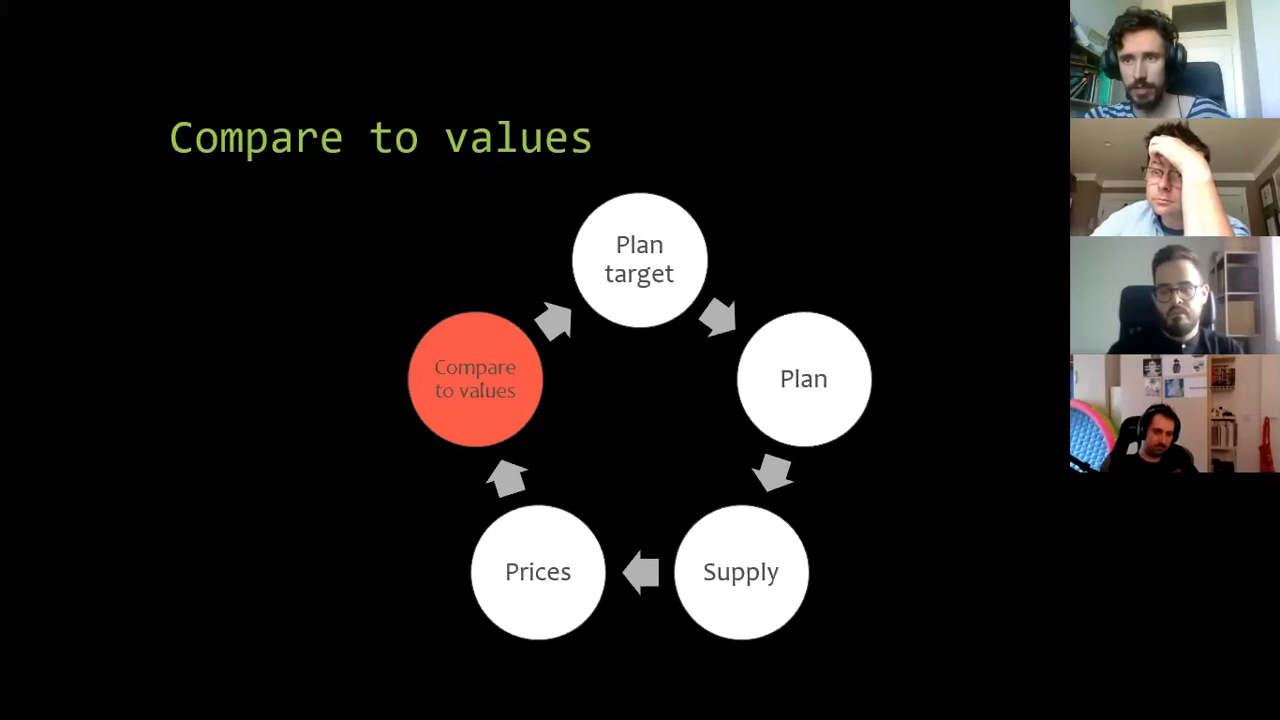 Compare to values
Plan
target
Plan
Supply
Prices
Compare
to values